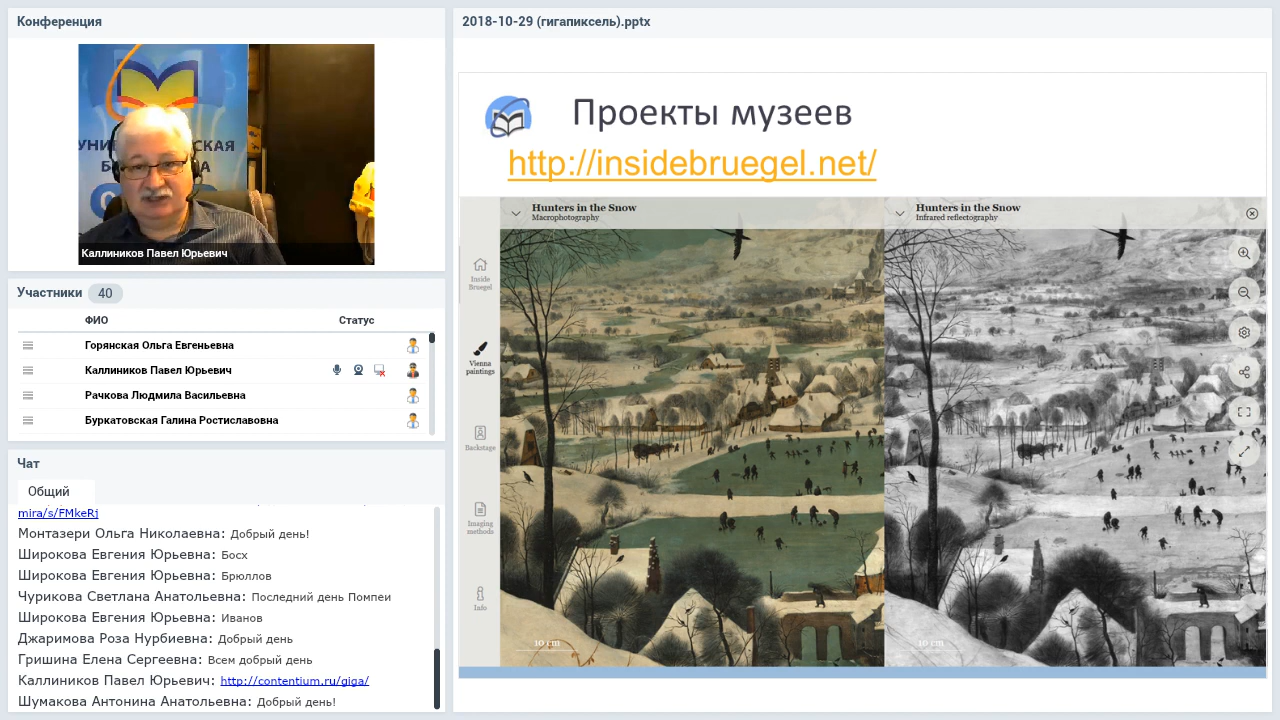 Конференция
УНИ
СКАЯ
Каллиников Павел Юрьевич
Участники 40
ФИО Статус
Горянская Ольга Евгеньевна
Каллиников Павел Юрьевич
Рачкова Людмила Васильевна
Буркатовская Галина Ростиславовна
Чат
Общий
mira/s/FMkeRj
Монтазери Ольга Николаевна: Добрый день!
Широкова Евгения Юрьевна: Босх
Широкова Евгения Юрьевна: Брюллов
Чурикова Светлана Анатольевна: Последний день Помпеи
Широкова Евгения Юрьевна: Иванов
Джаримова Роза Нурбиевна: Добрый день
Гришина Елена Сергеевна: Всем добрый день
Каллиников Павел Юрьевич: http://contentium.ru/giga/
Шумакова Антонина Анатольевна: Добрый день!
2018-10-29 (гигапиксель).pptx
Проекты музеев
http://insidebruegel.net/
Hunters in the Snow
Macrophotography
Hunters in the Snow
Infrared reflectography
Inside
Bruegel
Vienna
paintings
Backstage
Imaging
methods
Info
10 cm
10 cm